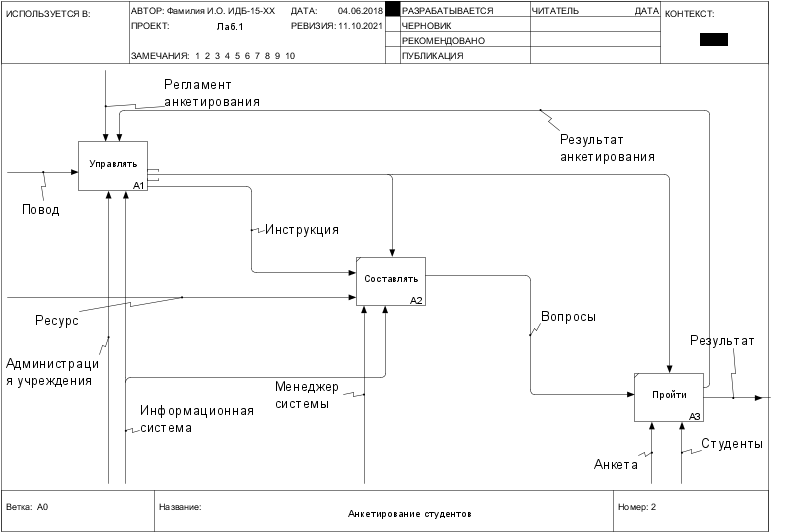 ИСПОЛЬЗУЕТСЯ В:
АВТОР: Фамилия И.О. ИДБ-15-ХХ
ДАТА: 04.06.2018
РАЗРАБАТЫВАЕТСЯ
ЧИТАТЕЛЬ
ДАТА
КОНТЕКСТ:
ПРОЕКТ: Лаб.1
РЕВИЗИЯ: 11.10.2021
ЧЕРНОВИК
РЕКОМЕНДОВАНО
ЗАМЕЧАНИЯ: 1 2 3 4 5 6 7 8 9 10
ПУБЛИКАЦИЯ
Регламент
анкетирования
Результат
анкетирования
Управлять
A1
Повод
Инструкция
Составлять
A2
Ресурс
Вопросы
Администраци
я учреждения
Результат
Менеджер
системы
Пройти
A3
Информационная
система
Студенты
Анкета
Ветка: A0
Название:
Анкетирование студентов
Номер: 2